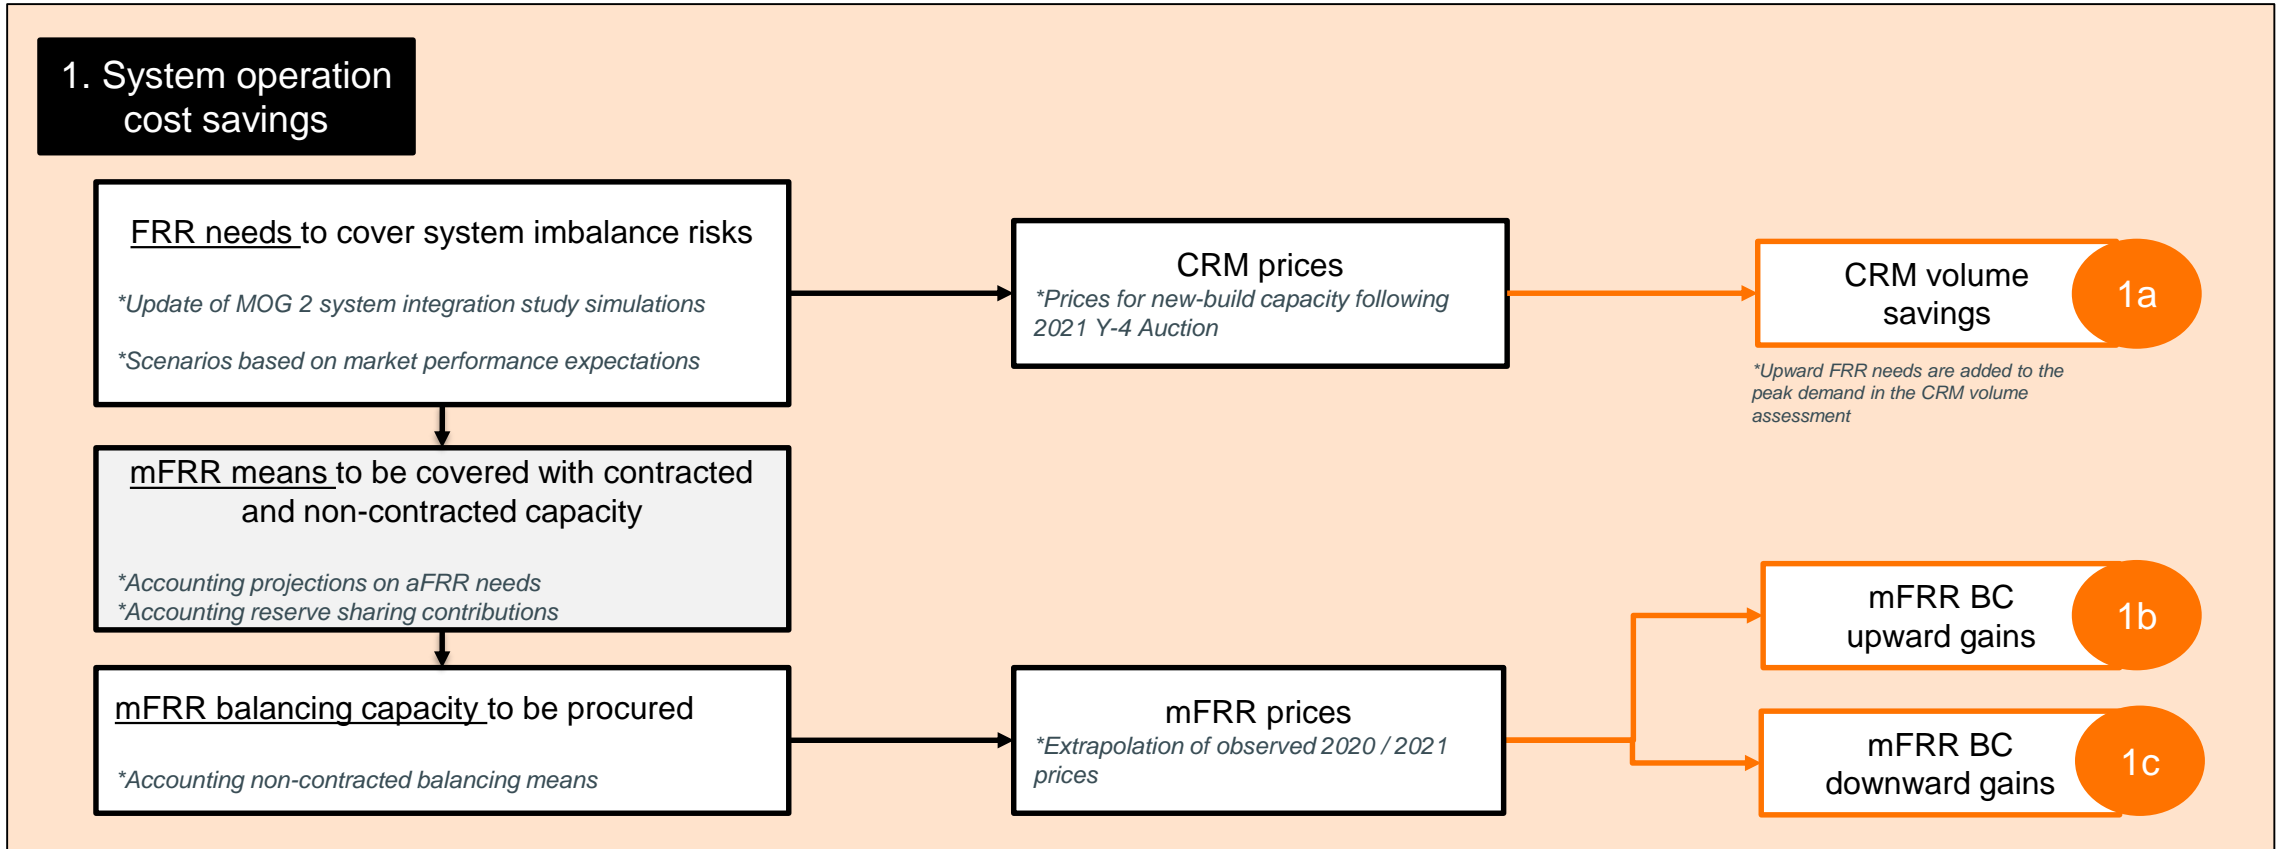 1. System operation
cost savings
FRR needs to cover system imbalance risks
*Update of MOG 2 system integration study simulations
*Scenarios based on market performance expectations
CRM prices
*Prices for new-build capacity following
2021 Y-4 Auction
CRM volume
savings
1a
*Upward FRR needs are added to the
peak demand in the CRM volume
assessment
mFRR means to be covered with contracted
and non-contracted capacity
*Accounting projections on aFRR needs
*Accounting reserve sharing contributions
mFRR balancing capacity to be procured
*Accounting non-contracted balancing means
mFRR prices
*Extrapolation of observed 2020 / 2021
prices
mFRR BC
upward gains
1b
mFRR BC
downward gains
1c